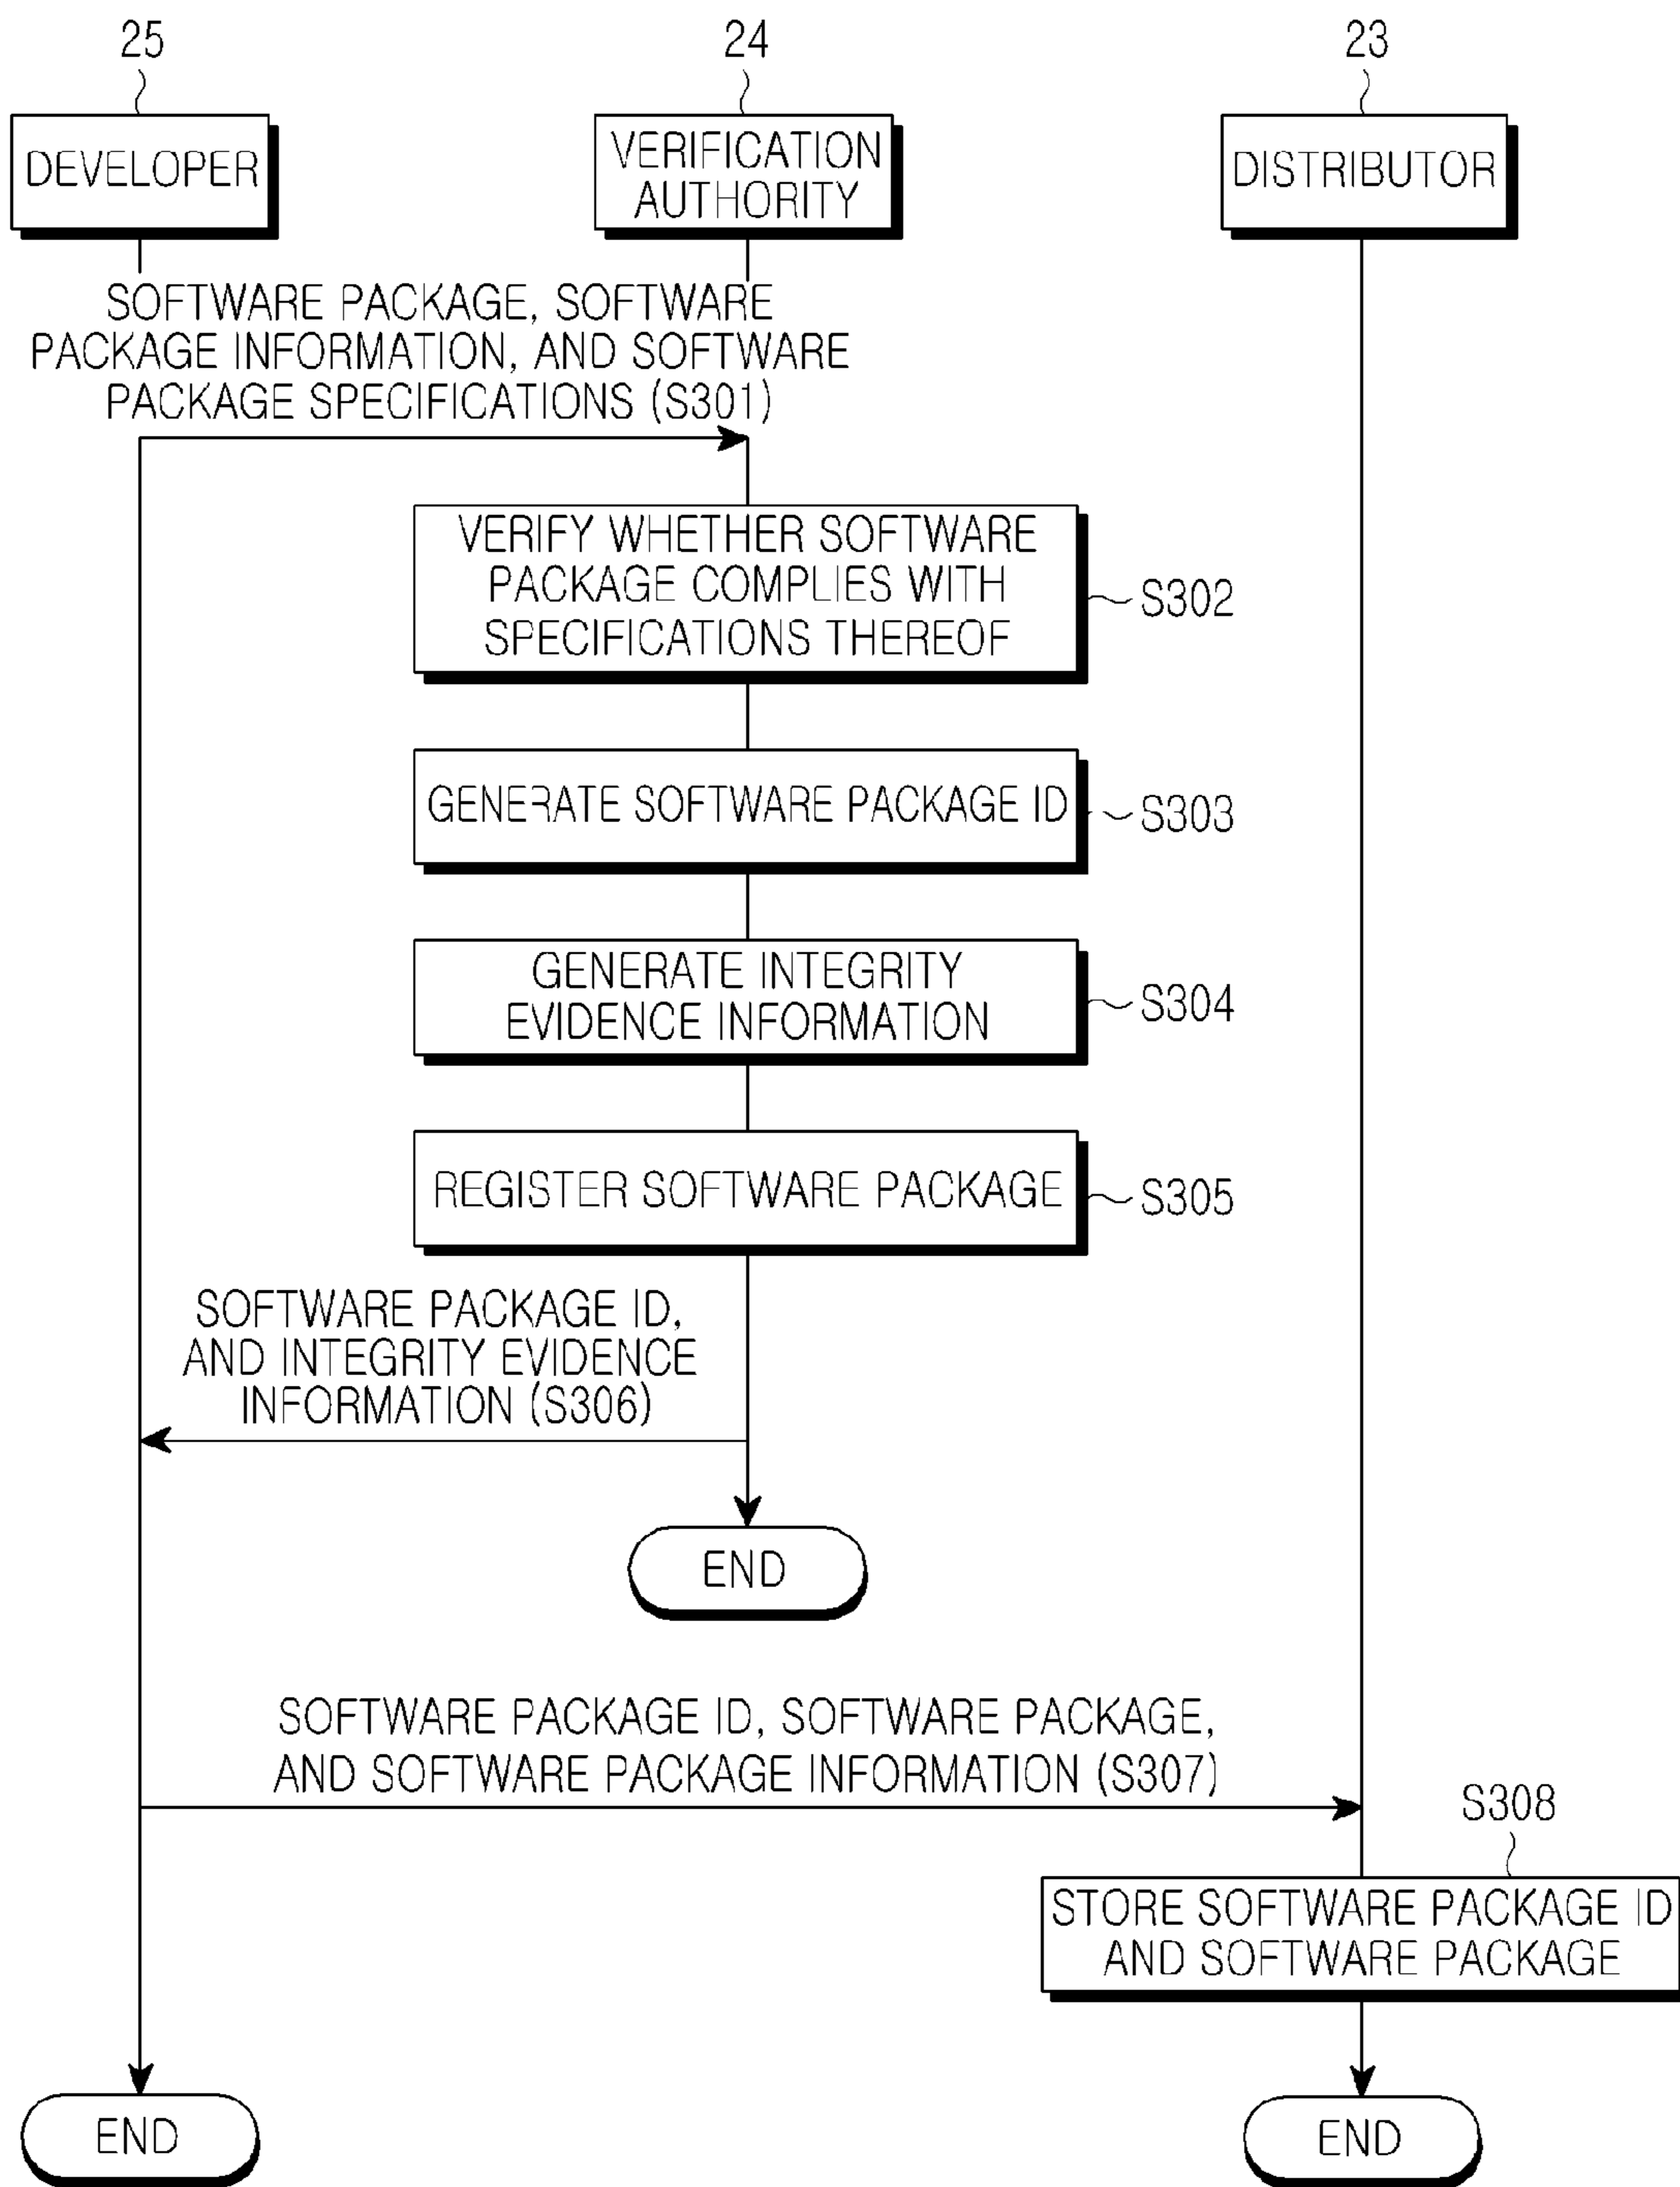 25
24
23
DEVELOPER
VERIFICATION
AUTHORITY
DISTRIBUTOR
SOFTWARE PACKAGE, SOFTWARE
PACKAGE INFORMATION, AND SOFTWARE
PACKAGE SPECIFICATIONS (S301)
VERIFY WHETHER SOFTWARE
PACKAGE COMPLIES WITH
SPECIFICATIONS THEREOF
S302
GENERATE SOFTWARE PACKAGE ID
S303
GENERATE INTEGRITY
EVIDENCE INFORMATION
S304
REGISTER SOFTWARE PACKAGE
S305
SOFTWARE PACKAGE ID,
AND INTEGRITY EVIDENCE
INFORMATION (S306)
END
SOFTWARE PACKAGE ID, SOFTWARE PACKAGE,
AND SOFTWARE PACKAGE INFORMATION (S307)
S308
STORE SOFTWARE PACKAGE ID
AND SOFTWARE PACKAGE
END
END